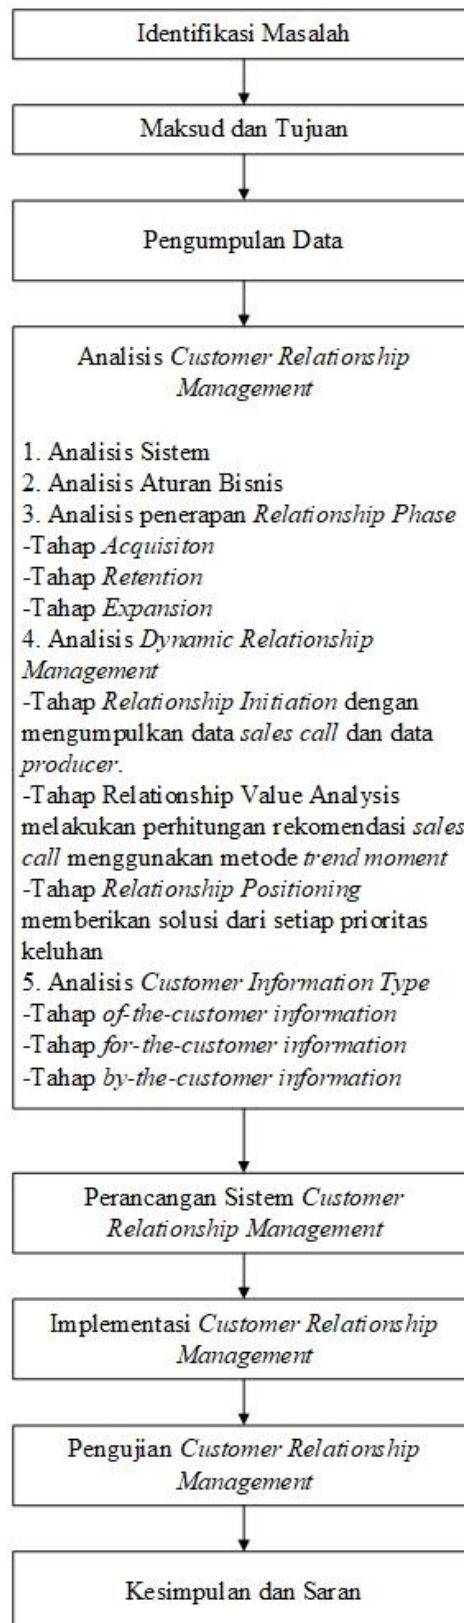 Identifikasi Masalah
Maksud dan Tujuan
Pengumpulan Data
Analisis Customer Relationship
Management
1. Analisis Sistem
2. Analisis Aturan Bisnis
3. Analisis penerapan Relationship Phase
-Tahap Acquisiton
-Tahap Retention
-Tahap Expansion
4. Analisis Dynamic Relationship
Management
-Tahap Relationship Initiation dengan
mengumpulkan data sales call dan data
producer.
-Tahap Relationship Value Analysis
melakukan perhitungan rekomendasi sales
call menggunakan metode trend moment
-Tahap Relationship Positioning
memberikan solusi dari setiap prioritas
keluhan
5. Analisis Customer Information Type
-Tahap of-the-customer information
-Tahap for-the-customer information
-Tahap by-the-customer information
Perancangan Sistem Customer
Relationship Management
Implementasi Customer Relationship
Management
Pengujian Customer Relationship
Management
Kesimpulan dan Saran